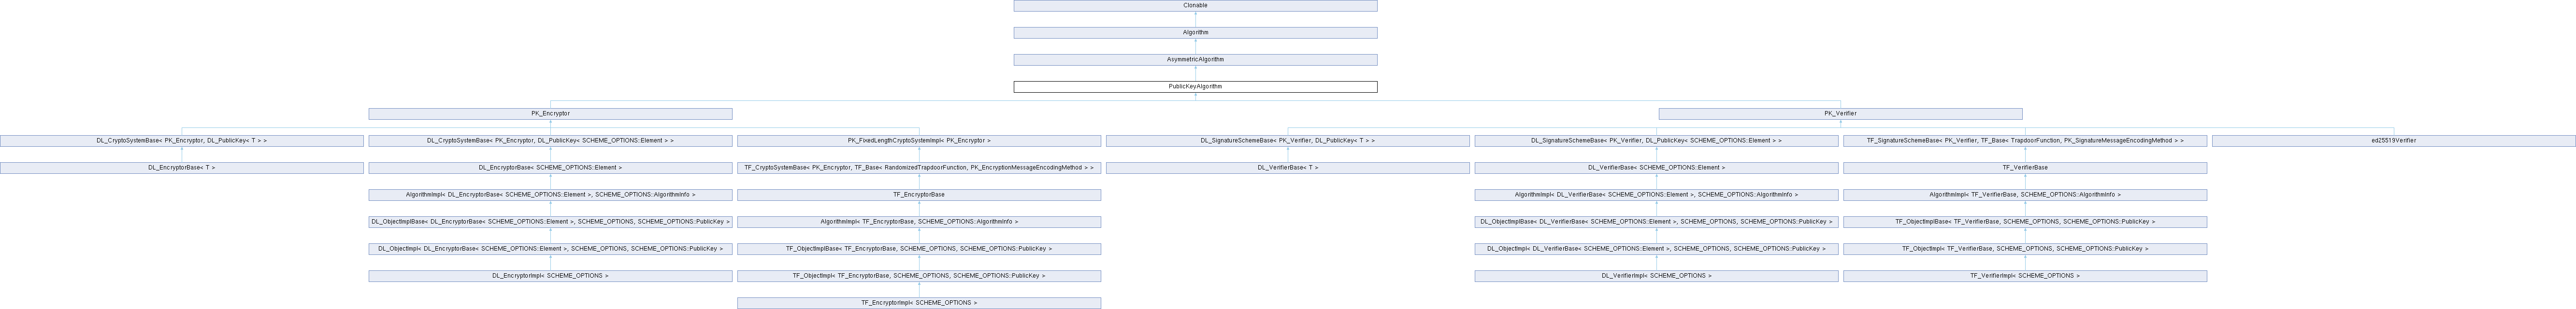 Clonable
Algorithm
AsymmetricAlgorithm
PublicKeyAlgorithm
PK_Encryptor
PK_Verifier
DL_CryptoSystemBase< PK_Encryptor, DL_PublicKey< T > >
DL_CryptoSystemBase< PK_Encryptor, DL_PublicKey< SCHEME_OPTIONS::Element > >
PK_FixedLengthCryptoSystemImpl< PK_Encryptor >
DL_SignatureSchemeBase< PK_Verifier, DL_PublicKey< T > >
DL_SignatureSchemeBase< PK_Verifier, DL_PublicKey< SCHEME_OPTIONS::Element > >
TF_SignatureSchemeBase< PK_Verifier, TF_Base< TrapdoorFunction, PK_SignatureMessageEncodingMethod > >
ed25519Verifier
DL_EncryptorBase< T >
DL_EncryptorBase< SCHEME_OPTIONS::Element >
TF_CryptoSystemBase< PK_Encryptor, TF_Base< RandomizedTrapdoorFunction, PK_EncryptionMessageEncodingMethod > >
DL_VerifierBase< T >
DL_VerifierBase< SCHEME_OPTIONS::Element >
TF_VerifierBase
AlgorithmImpl< DL_EncryptorBase< SCHEME_OPTIONS::Element >, SCHEME_OPTIONS::AlgorithmInfo >
TF_EncryptorBase
AlgorithmImpl< DL_VerifierBase< SCHEME_OPTIONS::Element >, SCHEME_OPTIONS::AlgorithmInfo >
AlgorithmImpl< TF_VerifierBase, SCHEME_OPTIONS::AlgorithmInfo >
DL_ObjectImplBase< DL_EncryptorBase< SCHEME_OPTIONS::Element >, SCHEME_OPTIONS, SCHEME_OPTIONS::PublicKey >
AlgorithmImpl< TF_EncryptorBase, SCHEME_OPTIONS::AlgorithmInfo >
DL_ObjectImplBase< DL_VerifierBase< SCHEME_OPTIONS::Element >, SCHEME_OPTIONS, SCHEME_OPTIONS::PublicKey >
TF_ObjectImplBase< TF_VerifierBase, SCHEME_OPTIONS, SCHEME_OPTIONS::PublicKey >
DL_ObjectImpl< DL_EncryptorBase< SCHEME_OPTIONS::Element >, SCHEME_OPTIONS, SCHEME_OPTIONS::PublicKey >
TF_ObjectImplBase< TF_EncryptorBase, SCHEME_OPTIONS, SCHEME_OPTIONS::PublicKey >
DL_ObjectImpl< DL_VerifierBase< SCHEME_OPTIONS::Element >, SCHEME_OPTIONS, SCHEME_OPTIONS::PublicKey >
TF_ObjectImpl< TF_VerifierBase, SCHEME_OPTIONS, SCHEME_OPTIONS::PublicKey >
DL_EncryptorImpl< SCHEME_OPTIONS >
TF_ObjectImpl< TF_EncryptorBase, SCHEME_OPTIONS, SCHEME_OPTIONS::PublicKey >
DL_VerifierImpl< SCHEME_OPTIONS >
TF_VerifierImpl< SCHEME_OPTIONS >
TF_EncryptorImpl< SCHEME_OPTIONS >